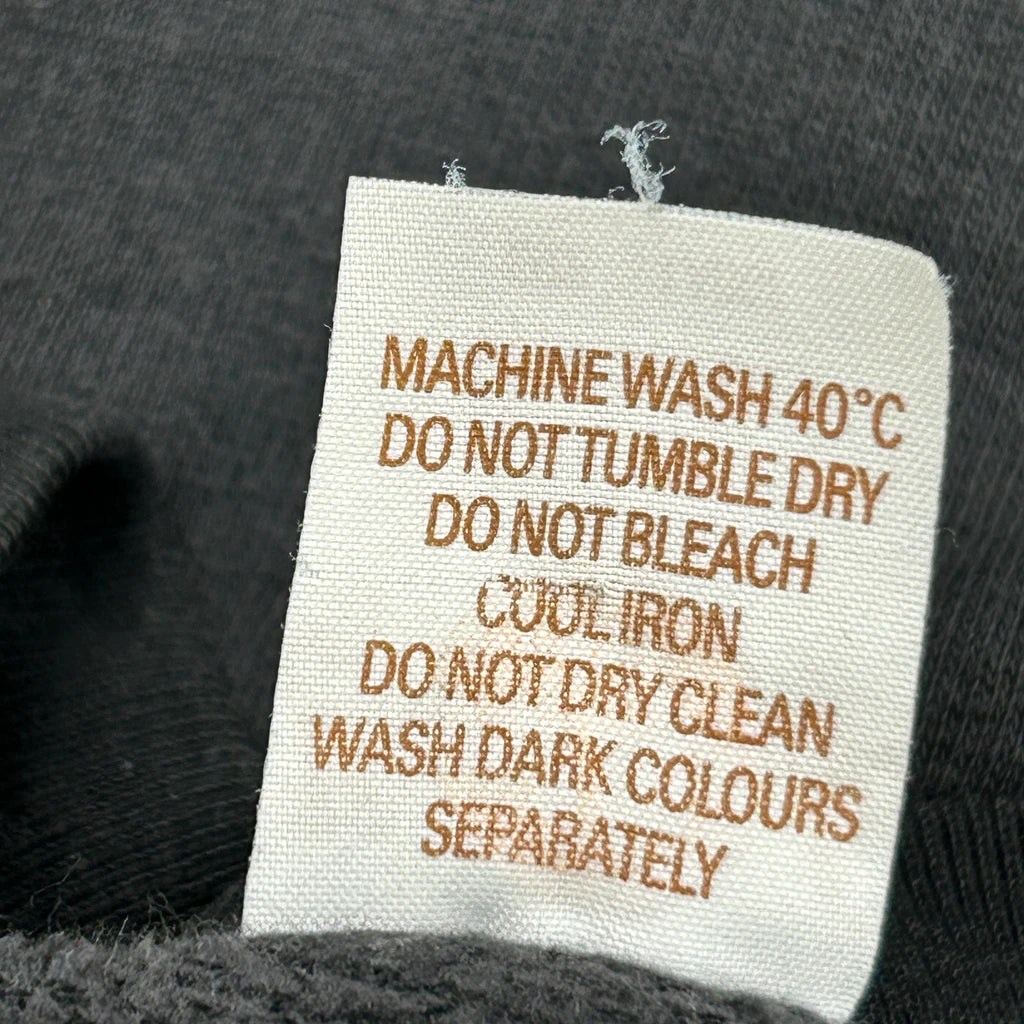 MACHINE WASH 40°C
DO NOT TUMBLE DRY
DO NOT BLEACH
COOL IRON
DO NOT DRY CLEAN
WASH DARK COLOURS
SEPARATELY